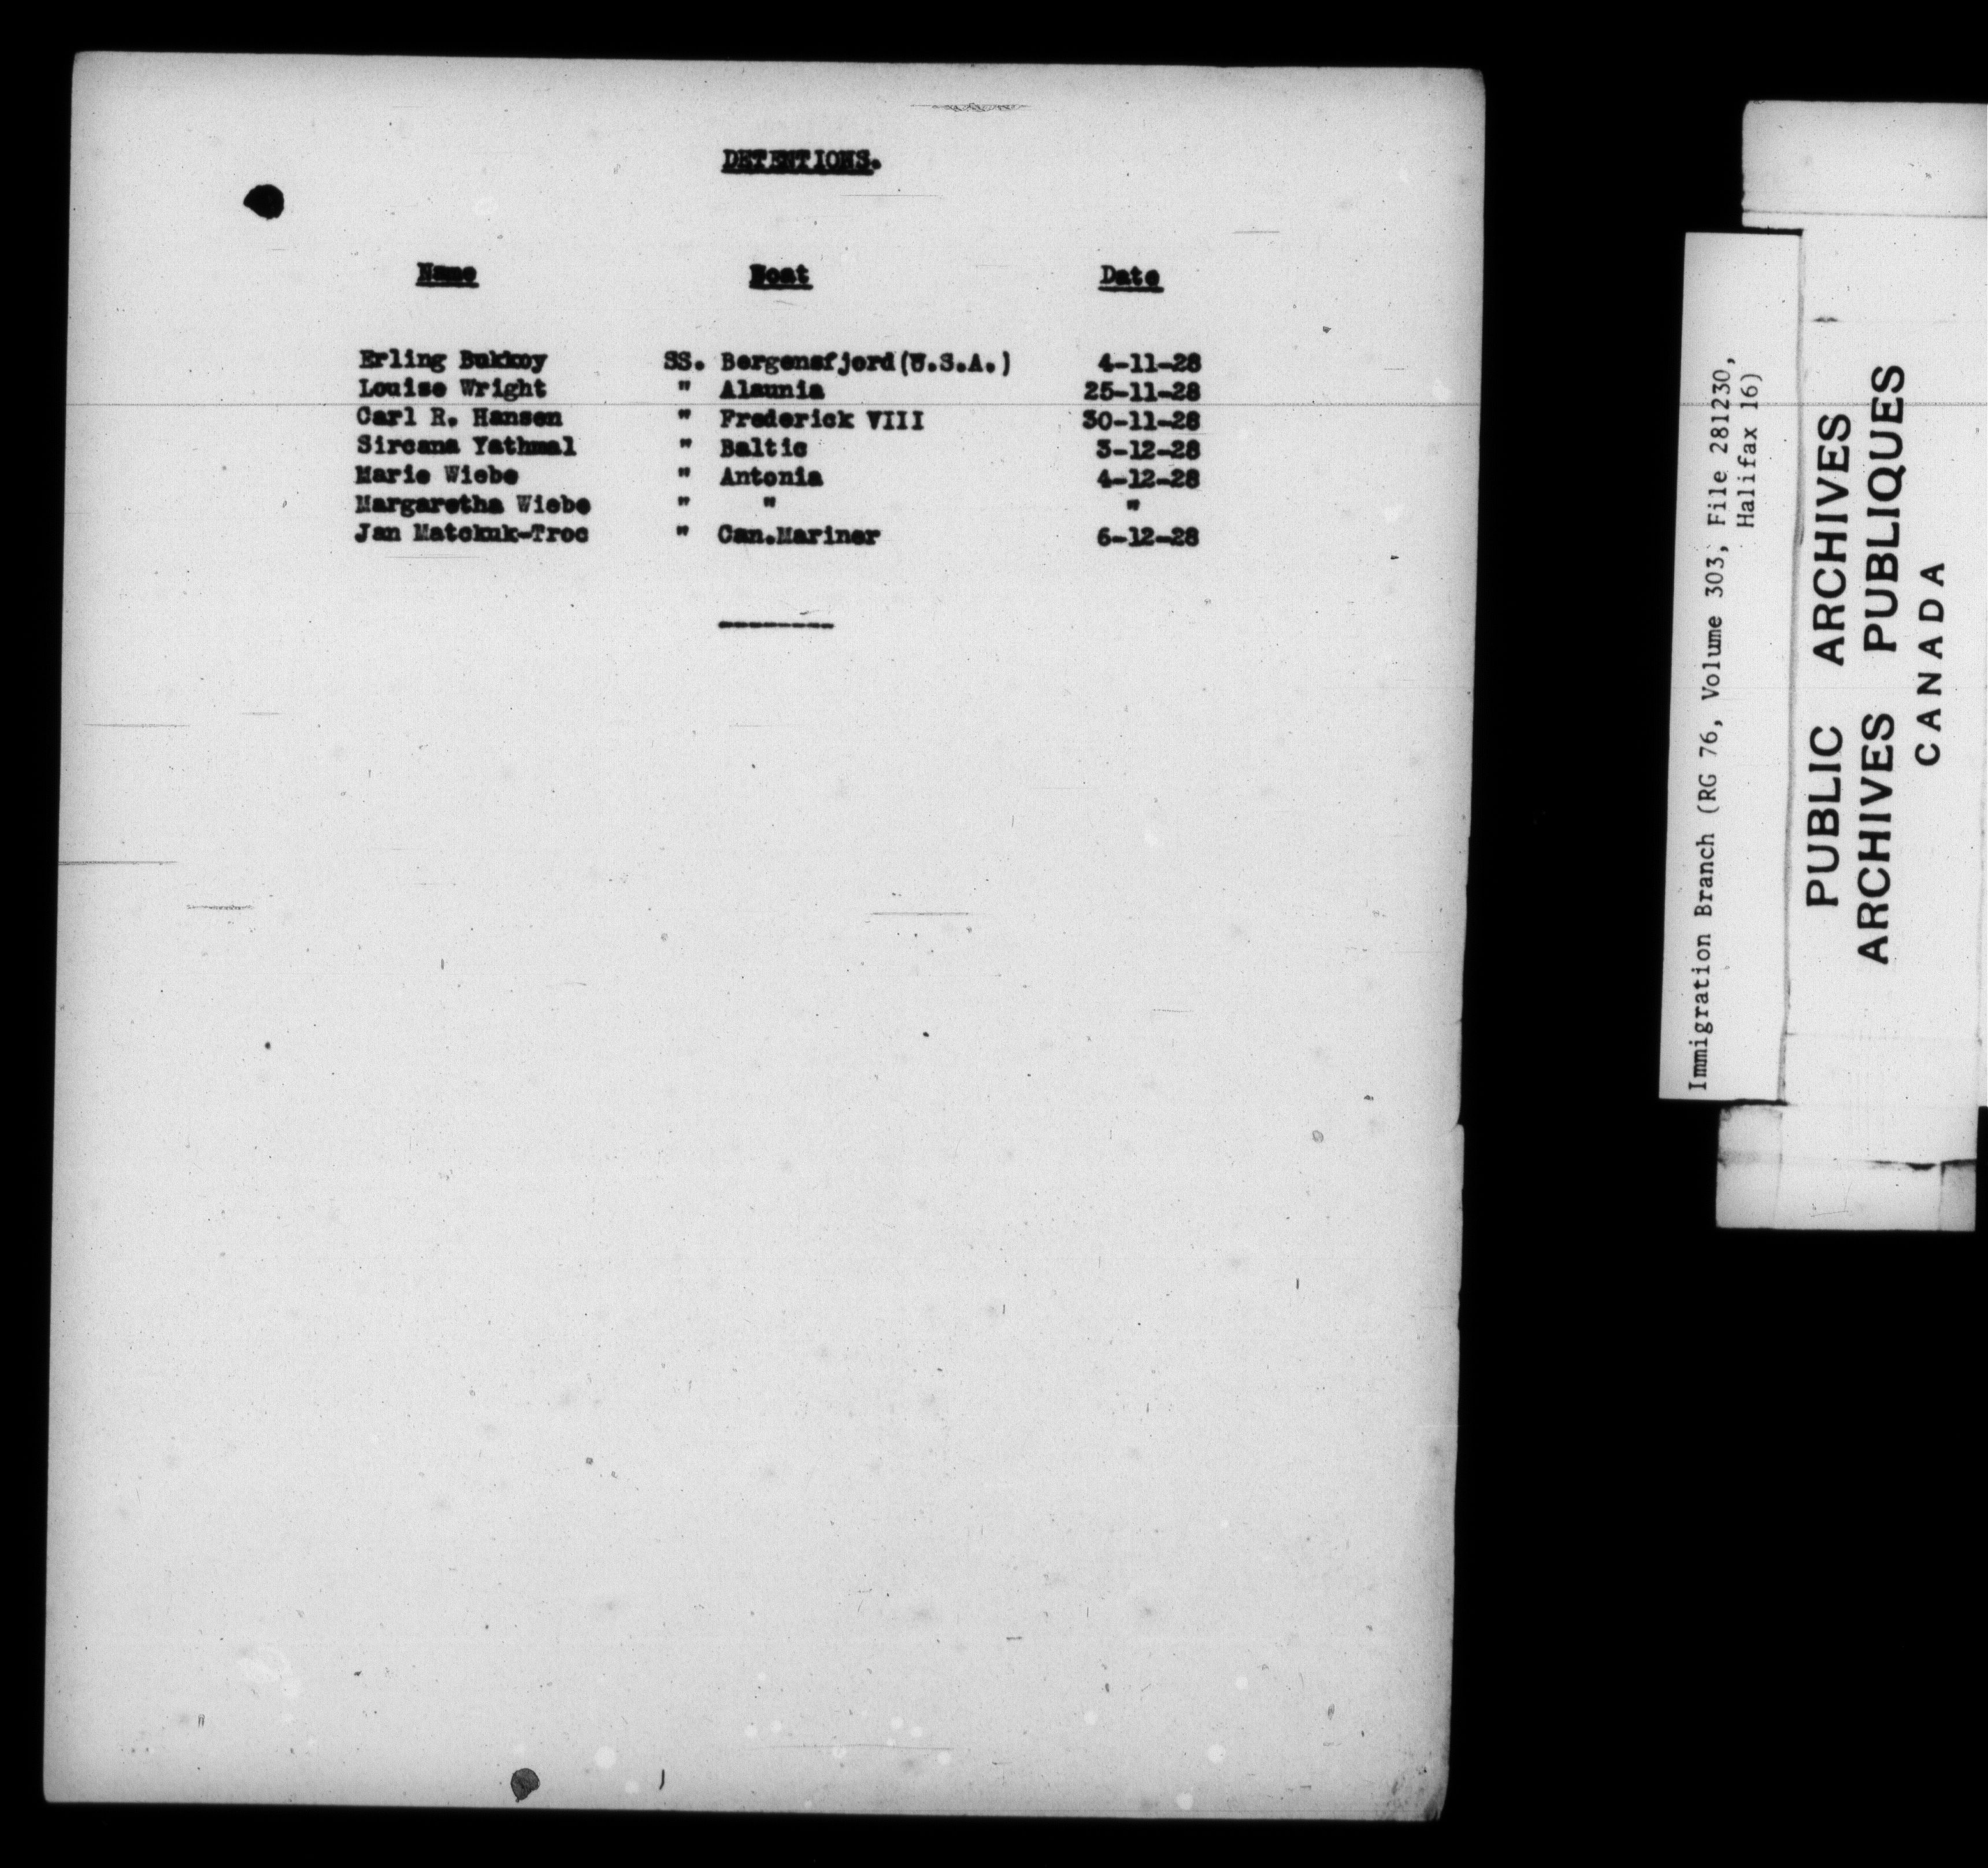 DETENTIONS.
Name Boat Date
Erling Bukkoy SS. Bergensfjord(U.S.A.) 4-11-28
Louise Wright " Alaunia 25-11-28
Carl R. Hansen " Frederick VIII 30-11-28
Sircana Yathmal " Baltic 3-12-28
Marie Wiebe " Antonia 4-12-28
Margaretha Wiebe " " "
Jan Matckuk-Troc " Can.Mariner 6-12-28
--------
Immigration Branch (RG 76, Volume 303, File 281230,
Halifax 16)
PUBLIC ARCHIVES
ARCHIVES PUBLIQUES
CANADA